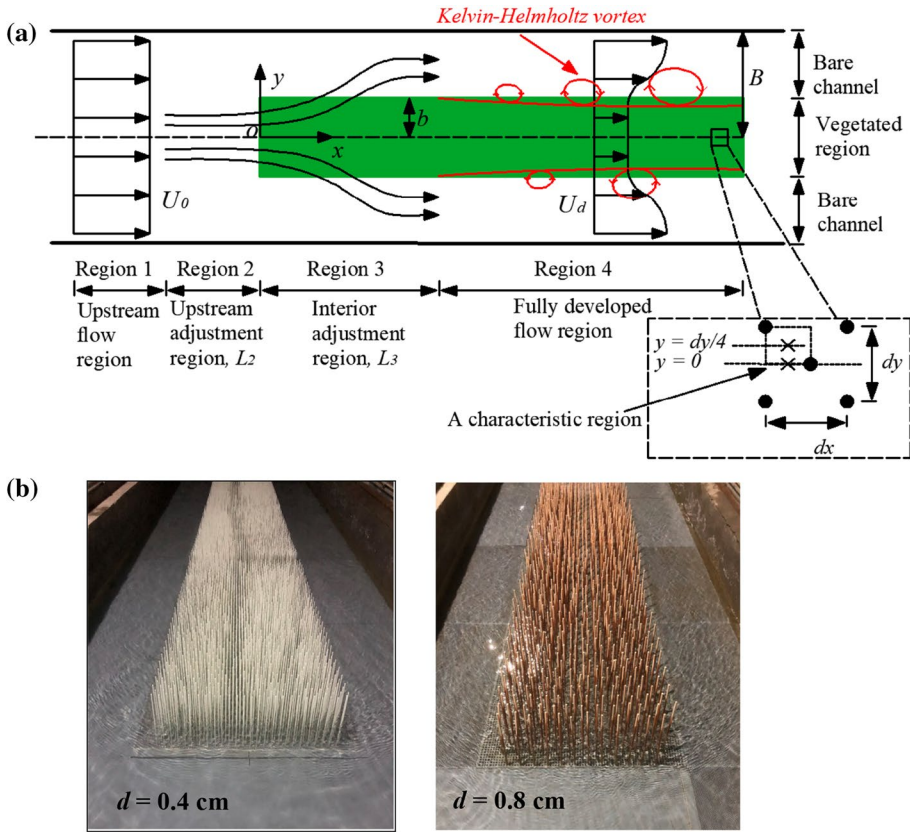 (a)
Kelvin-Helmholtz vortex
y
B
Bare
channel
b
o
x
Vegetated
region
U0
Ud
Bare
channel
Region 1
Region 2
Region 3
Region 4
Upstream
flow
region
Upstream
adjustment
region, L2
Interior
adjustment
region, L3
Fully developed
flow region
y = dy/4
y = 0
dy
A characteristic region
dx
(b)
d = 0.4 cm
d = 0.8 cm